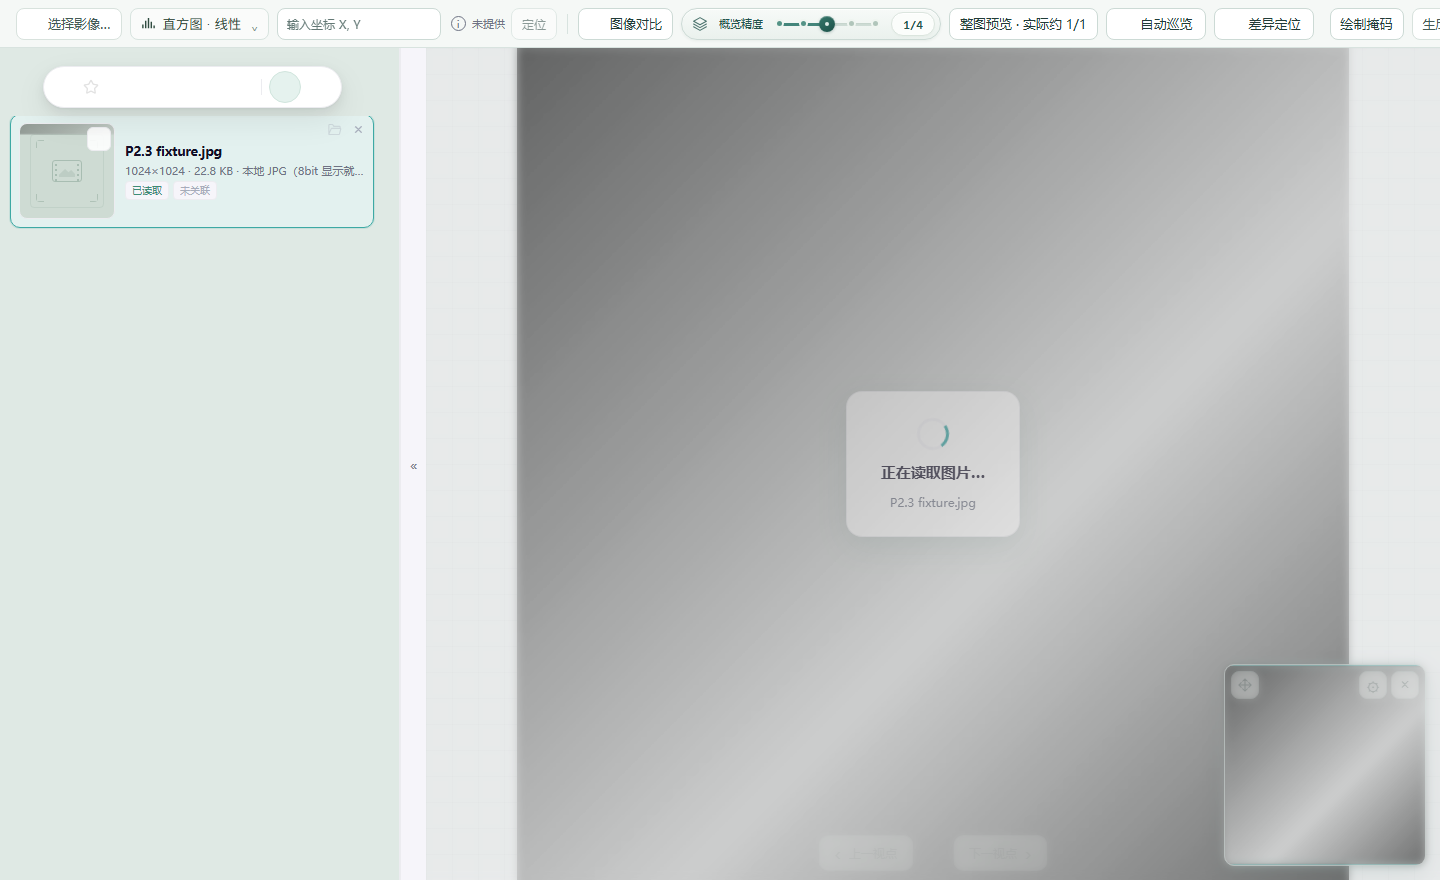 选择影像...
直方图 · 线性
输入坐标 X, Y
未提供
定位
图像对比
概览精度
1/4
整图预览 · 实际约 1/1
自动巡览
差异定位
绘制掩码
P2.3 fixture.jpg
1024×1024 · 22.8 KB · 本地 JPG（8bit 显示就...
已读取
未关联
«
正在读取图片...
P2.3 fixture.jpg